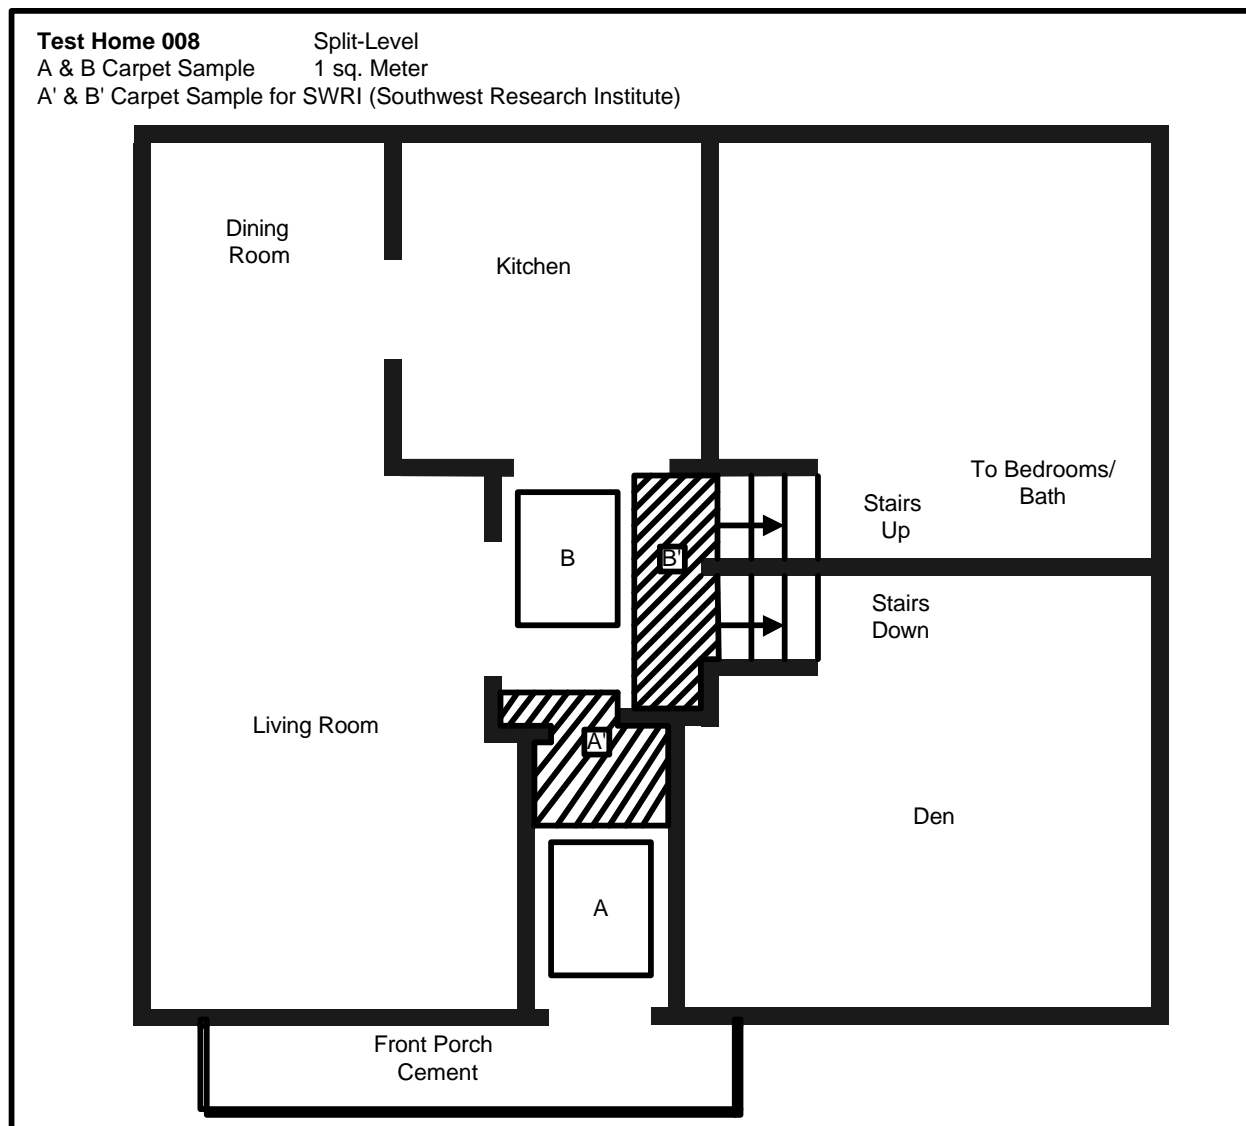 Test Home 008 Split-Level
A & B Carpet Sample 1 sq. Meter
A' & B' Carpet Sample for SWRI (Southwest Research Institute)
Dining
Room
Kitchen
To Bedrooms/
Bath
Stairs
Up
B
B'
Stairs
Down
Living Room
A'
Den
A
Front Porch
Cement